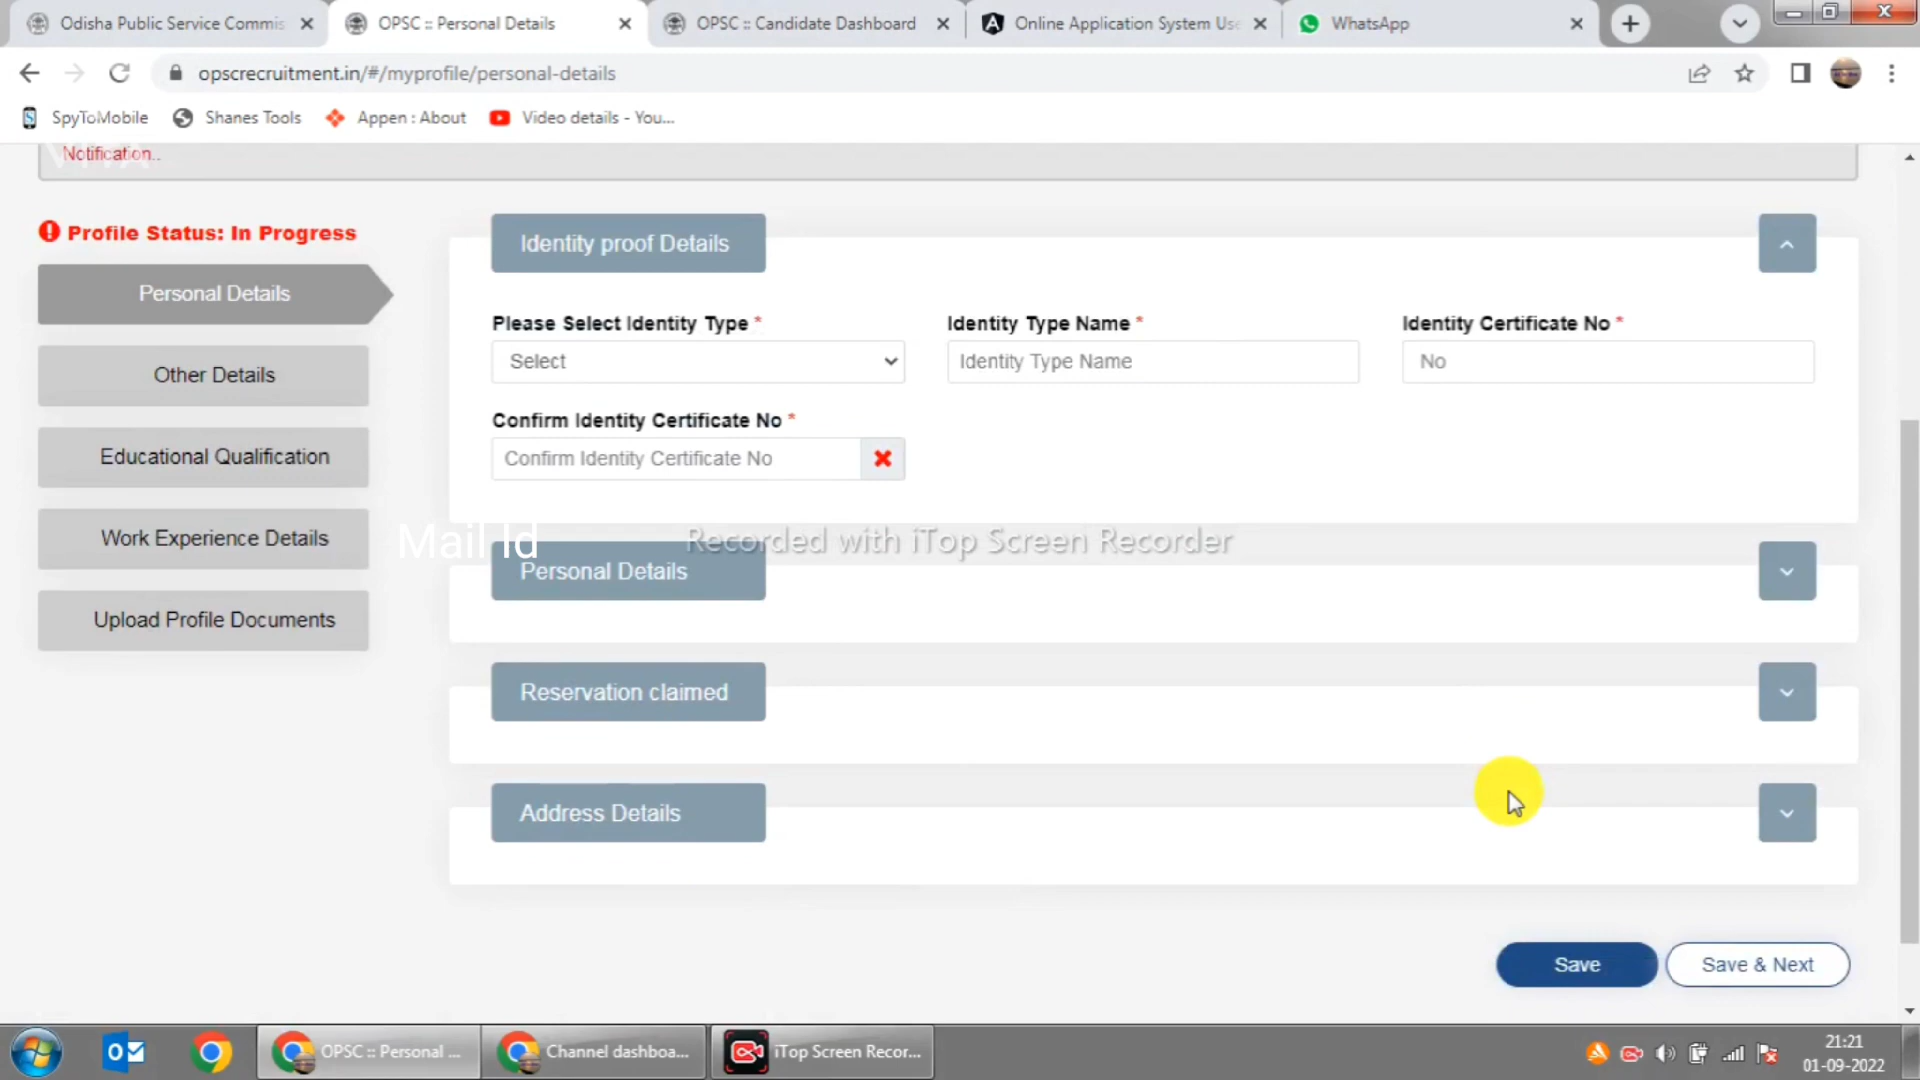 Odisha Public Service Commis
OPSC :: Personal Details
OPSC :: Candidate Dashboard
Online Application System Use
WhatsApp
opscrecruitment.in/#/myprofile/personal-details
SpyToMobile
Shanes Tools
Appen : About
Video details - You...
Notification..
Profile Status: In Progress
Personal Details
Other Details
Educational Qualification
Work Experience Details
Upload Profile Documents
Identity proof Details
Please Select Identity Type *
Identity Type Name *
Identity Certificate No *
Select
Identity Type Name
No
Confirm Identity Certificate No *
Confirm Identity Certificate No
Mail Id
Recorded with iTop Screen Recorder
Personal Details
Reservation claimed
Address Details
Save
Save & Next
OPSC :: Personal ...
Channel dashboa...
iTop Screen Recor...
21:21
01-09-2022